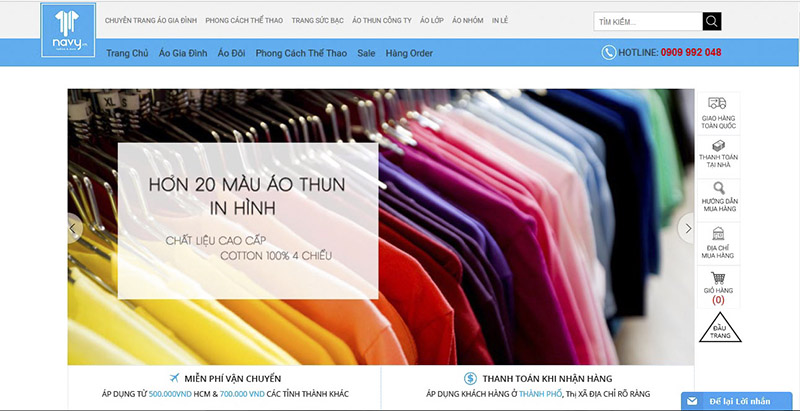 CHUYÊN TRANG ÁO GIA ĐÌNH PHONG CÁCH THỂ THAO TRANG SỨC BẠC ÁO THUN CÔNG TY ÁO LỚP ÁO NHÓM IN LẺ
TÌM KIẾM...
navy
Trang Chủ Áo Gia Đình Áo Đôi Phong Cách Thể Thao Sale Hàng Order
HOTLINE: 0909 992 048
XL S
HƠN 20 MÀU ÁO THUN
IN HÌNH
CHẤT LIỆU CAO CẤP
COTTON 100% 4 CHIỀU
GIAO HÀNG
TOÀN QUỐC
THANH TOÁN
TẠI NHÀ
HƯỚNG DẪN
MUA HÀNG
ĐỊA CHỈ
MUA HÀNG
GIỎ HÀNG
(0)
ĐẦU
TRANG
MIỄN PHÍ VẬN CHUYỂN
ÁP DỤNG TỪ 500.000VND HCM & 700.000 VND CÁC TỈNH THÀNH KHÁC
THANH TOÁN KHI NHẬN HÀNG
ÁP DỤNG KHÁCH HÀNG Ở THÀNH PHỐ, Thị XÃ ĐỊA CHỈ RÕ RÀNG
Để lại Lời nhắn